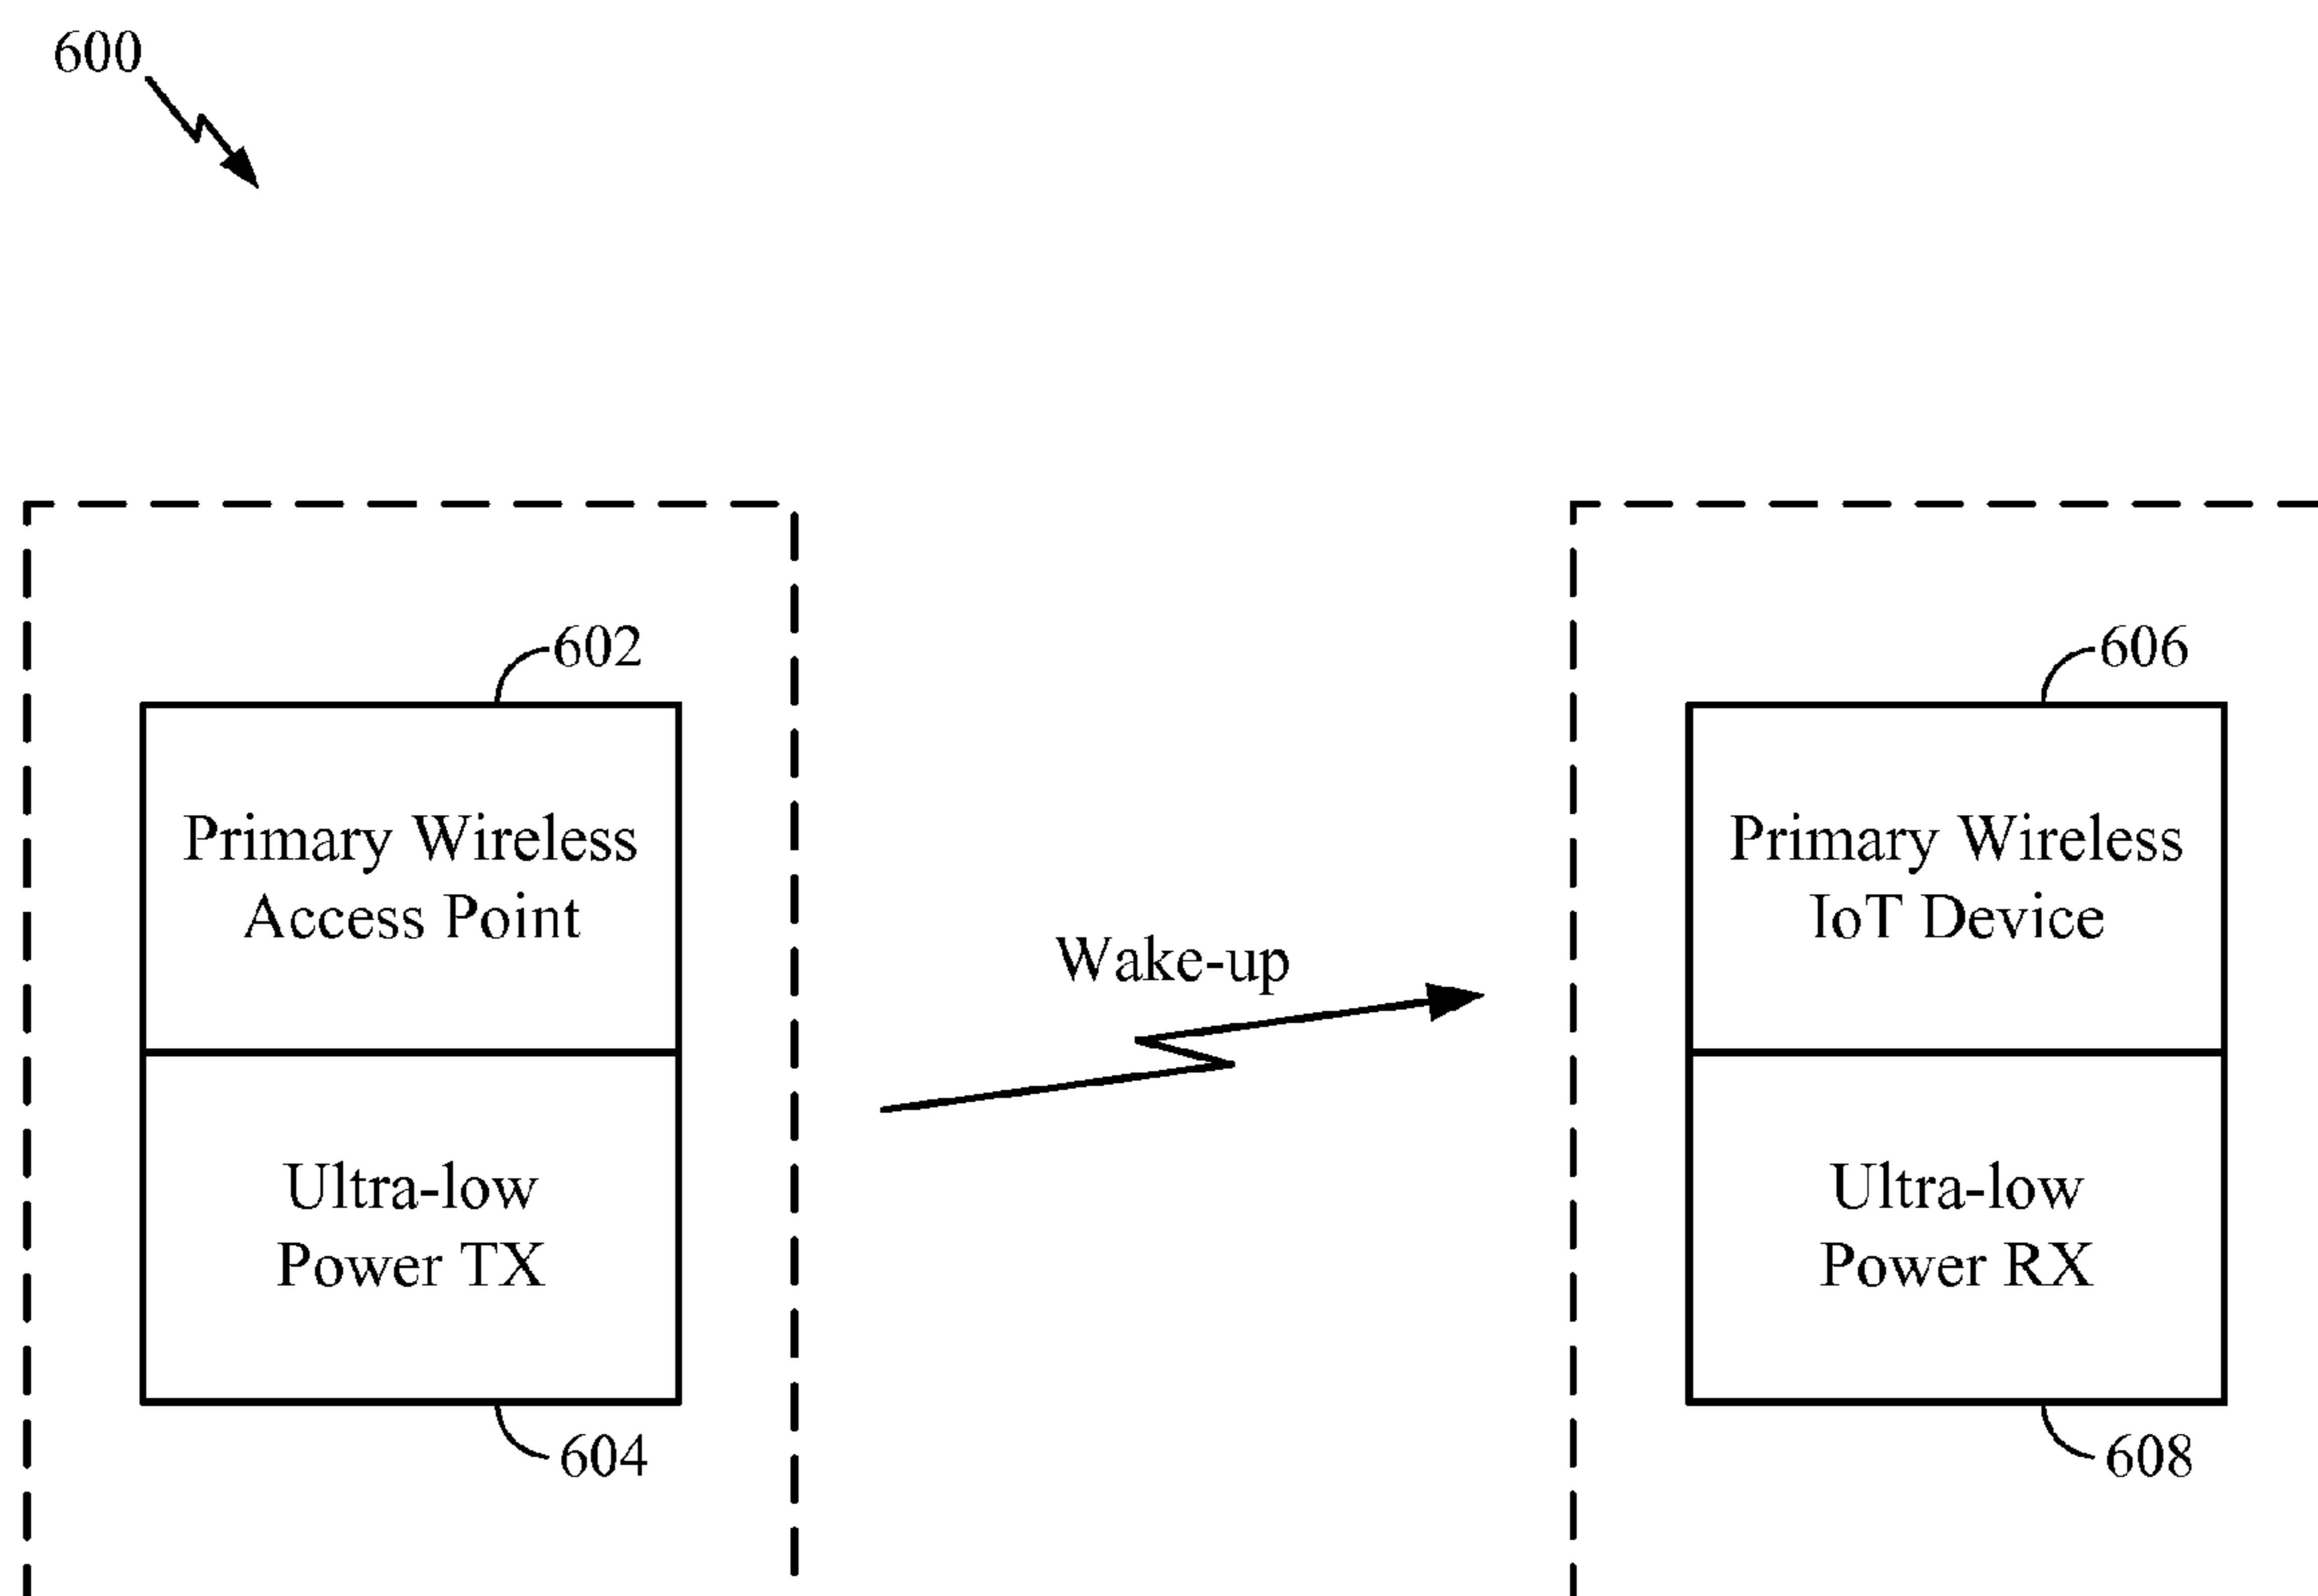 600
602
Primary Wireless
Access Point
Ultra-low
Power TX
604
Wake-up
606
Primary Wireless
IoT Device
Ultra-low
Power RX
608